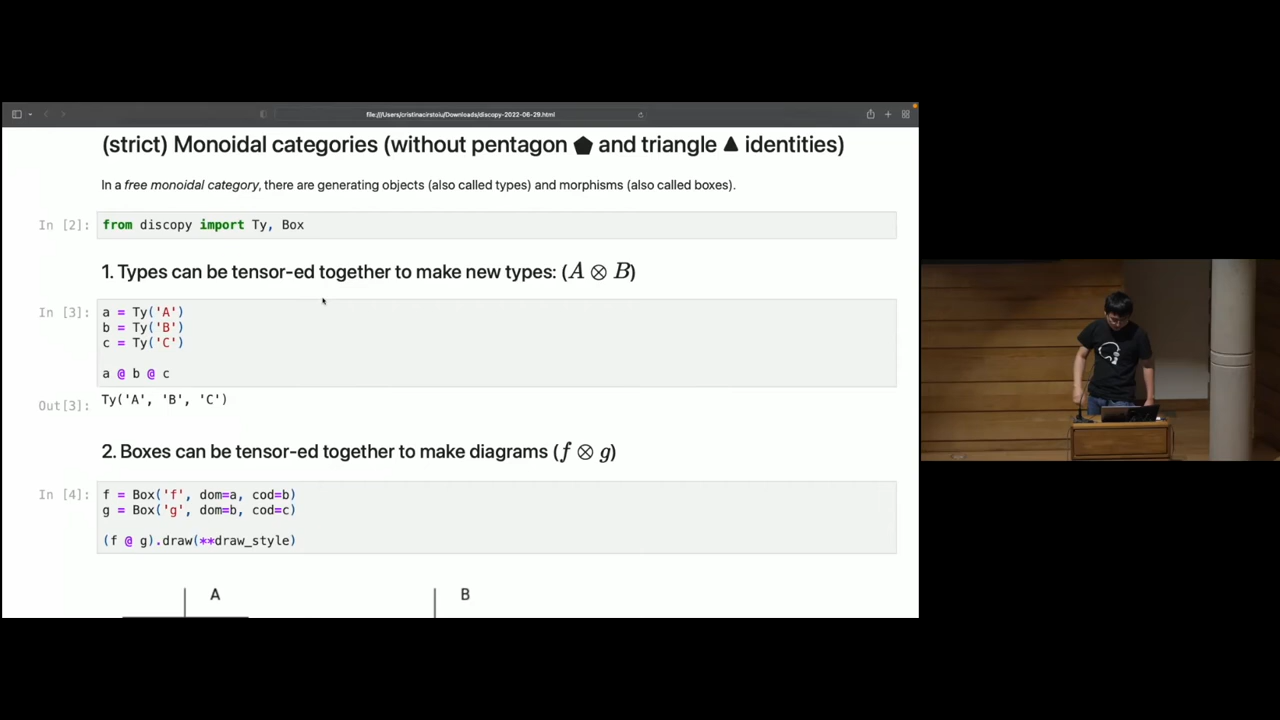 file:///Users/cristinacirstoiu/Downloads/discopy-2022-06-29.html
(strict) Monoidal categories (without pentagon ⬟ and triangle ▲ identities)
In a free monoidal category, there are generating objects (also called types) and morphisms (also called boxes).
In [2]: from discopy import Ty, Box
1. Types can be tensor-ed together to make new types: (A ⊗ B)
In [3]: a = Ty('A')
b = Ty('B')
c = Ty('C')
a @ b @ c
Out[3]: Ty('A', 'B', 'C')
2. Boxes can be tensor-ed together to make diagrams (f ⊗ g)
In [4]: f = Box('f', dom=a, cod=b)
g = Box('g', dom=b, cod=c)
(f @ g).draw(**draw_style)
A B